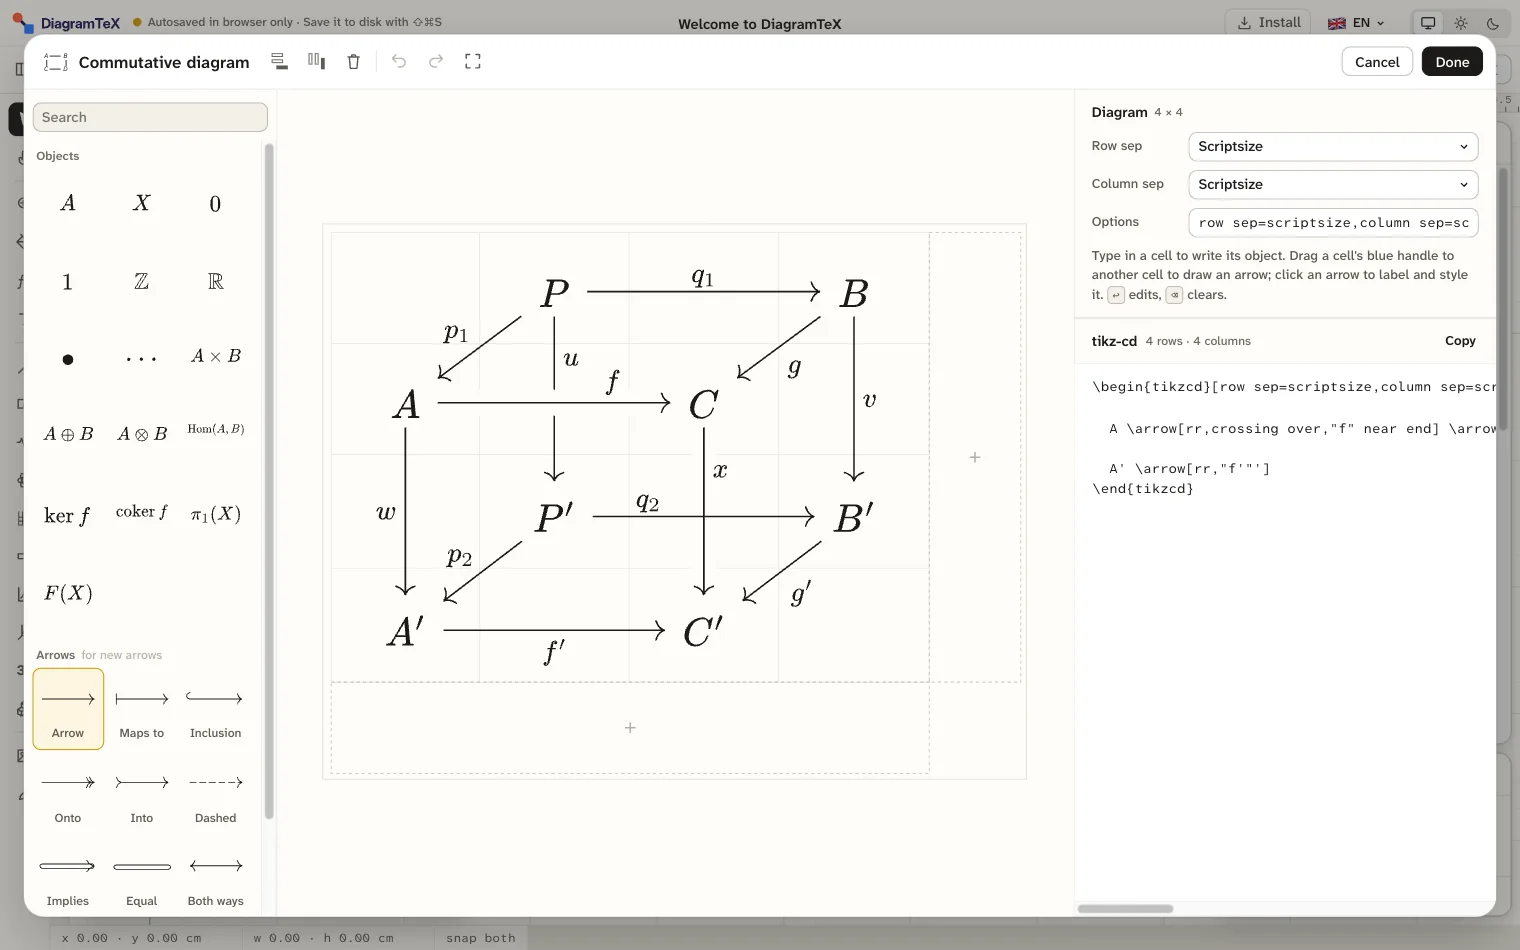 DiagramTeX
Autosaved in browser only · Save it to disk with ⇧⌘S
Welcome to DiagramTeX
Install
EN
Commutative diagram
Cancel
Done
Search
Objects
A
X
0
1
ℤ
ℝ
●
· · ·
A × B
A ⊕ B
A ⊗ B
Hom(A, B)
ker f
coker f
π₁(X)
F(X)
Arrows for new arrows
Arrow
Maps to
Inclusion
Onto
Into
Dashed
Implies
Equal
Both ways
P
q₁
B
p₁
u
f
g
A
C
v
w
x
P′
q₂
B′
p₂
g′
A′
f′
C′
+
+
Diagram 4 × 4
Row sep
Scriptsize
Column sep
Scriptsize
Options
row sep=scriptsize,column sep=sc
Type in a cell to write its object. Drag a cell's blue handle to
another cell to draw an arrow; click an arrow to label and style
it. ↩ edits, ⌫ clears.
tikz-cd 4 rows · 4 columns
Copy
\begin{tikzcd}[row sep=scriptsize,column sep=scr
A \arrow[rr,crossing over,"f" near end] \arrow
A' \arrow[rr,"f'"']
\end{tikzcd}
x 0.00 · y 0.00 cm
w 0.00 · h 0.00 cm
snap both